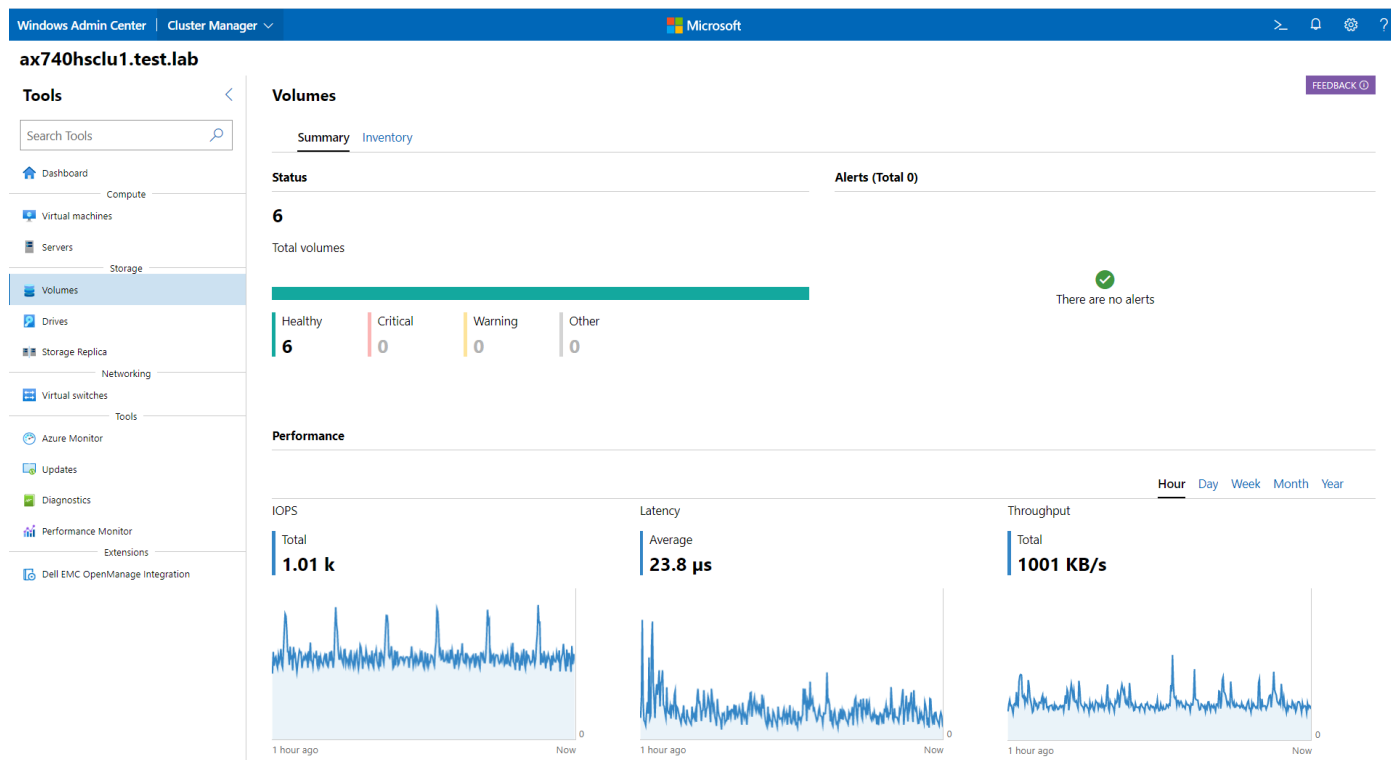 Windows Admin Center | Cluster Manager
Microsoft
>_
?
ax740hsclu1.test.lab
Tools
Search Tools
Dashboard
Compute
Virtual machines
Servers
Storage
Volumes
Drives
Storage Replica
Networking
Virtual switches
Tools
Azure Monitor
Updates
Diagnostics
Performance Monitor
Extensions
Dell EMC OpenManage Integration
Volumes
FEEDBACK
Summary Inventory
Status
6
Total volumes
Healthy Critical Warning Other
6 0 0 0
Alerts (Total 0)
There are no alerts
Performance
Hour Day Week Month Year
IOPS
Total
1.01 k
0
1 hour ago Now
Latency
Average
23.8 µs
0
1 hour ago Now
Throughput
Total
1001 KB/s
0
1 hour ago Now